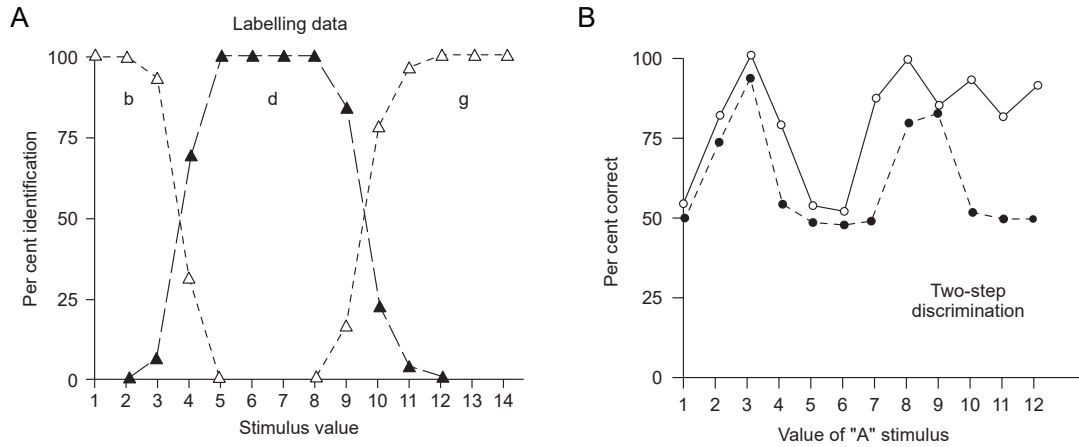 A
Labelling data
Per cent identification
100
75
50
25
0
b
d
g
1 2 3 4 5 6 7 8 9 10 11 12 13 14
Stimulus value
B
Per cent correct
100
75
50
25
0
Two-step
discrimination
1 2 3 4 5 6 7 8 9 10 11 12
Value of "A" stimulus